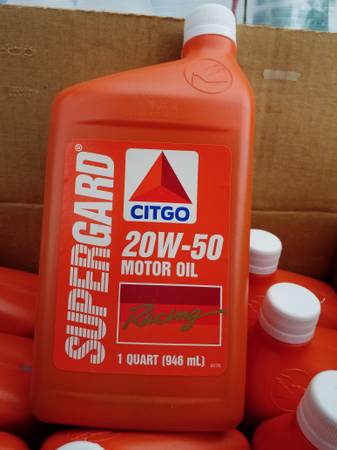 SUPERGARD®
CITGO
20W-50
MOTOR OIL
Racing
1 QUART (946 mL)